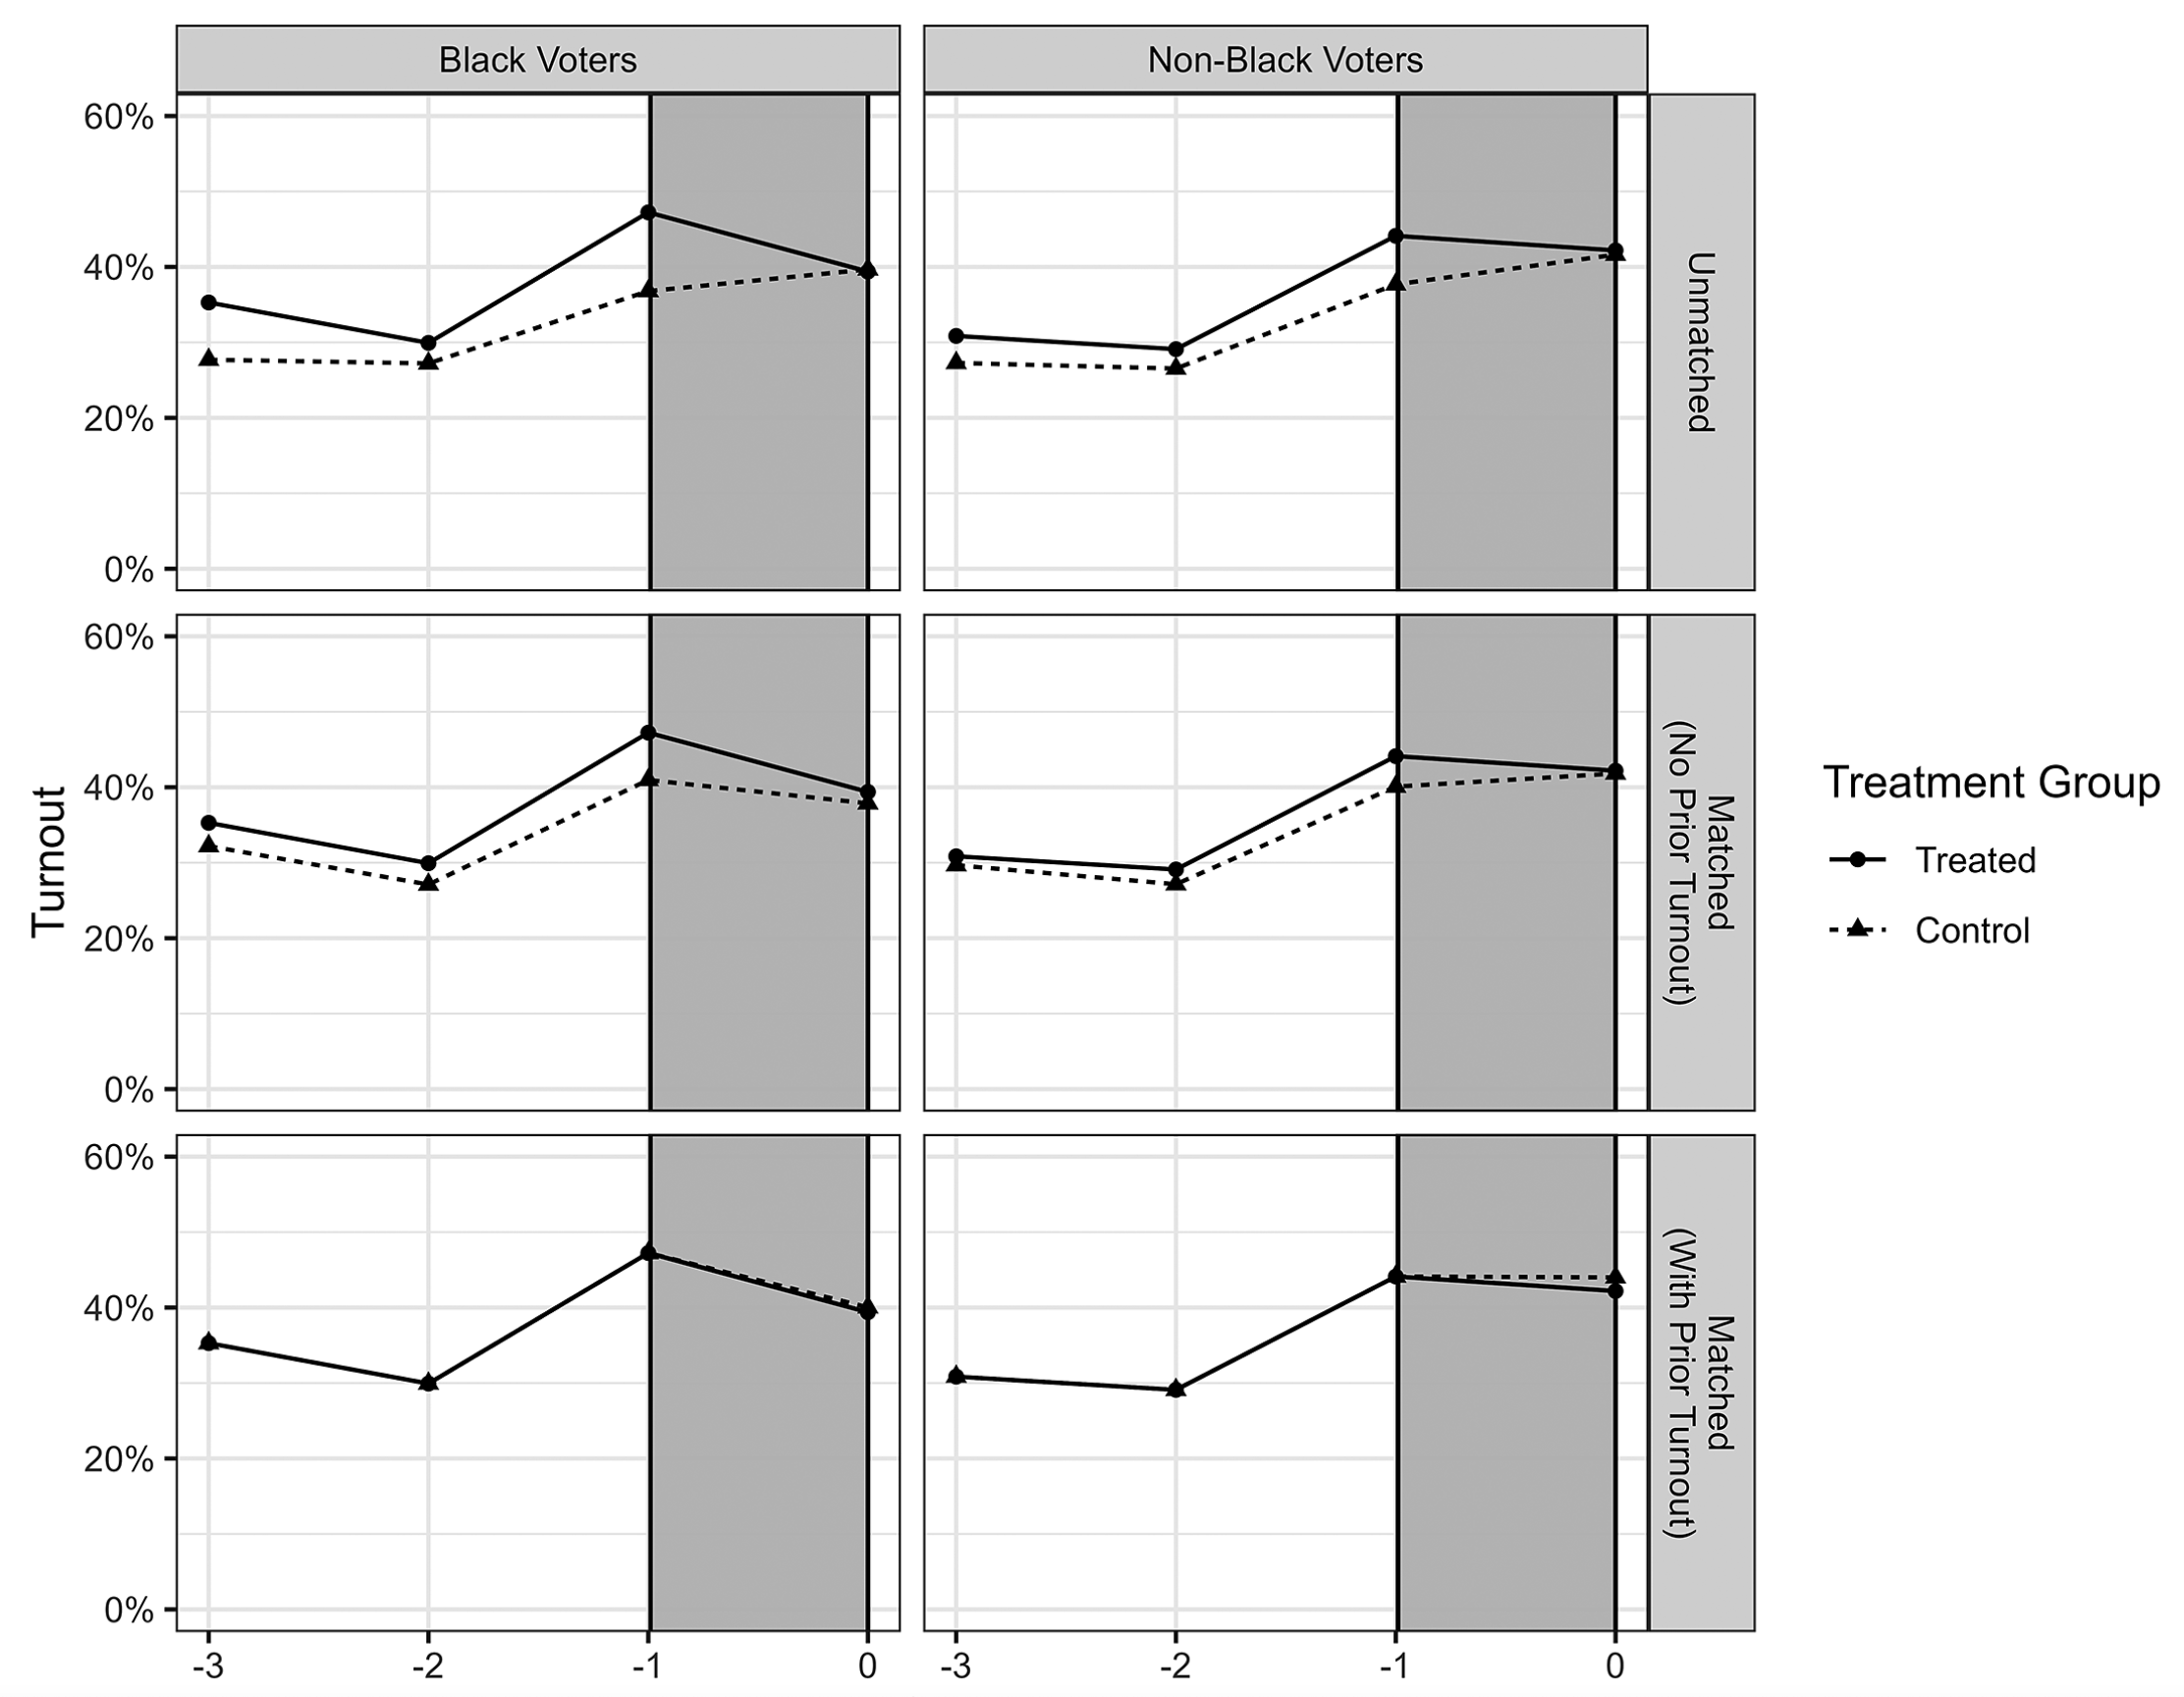 Black Voters
Non-Black Voters
60%
40%
20%
0%
Unmatched
60%
40%
20%
0%
Matched
(No Prior Turnout)
60%
40%
20%
0%
Matched
(With Prior Turnout)
-3 -2 -1 0
-3 -2 -1 0
Turnout
Treatment Group
Treated
Control